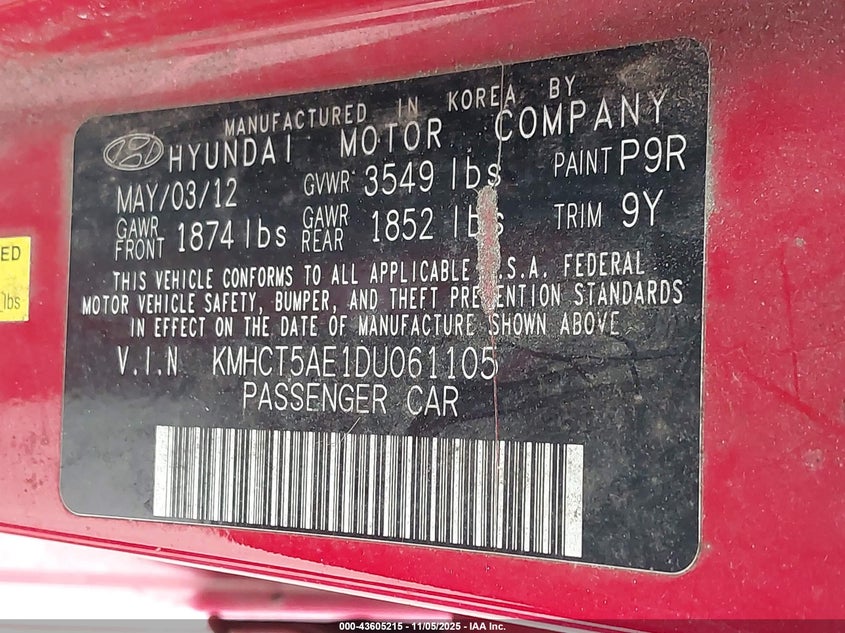 MANUFACTURED IN KOREA BY
HYUNDAI MOTOR COMPANY
MAY/03/12 GVWR 3549 lbs PAINT P9R
GAWR FRONT 1874 lbs GAWR REAR 1852 lbs TRIM 9Y
THIS VEHICLE CONFORMS TO ALL APPLICABLE .S.A. FEDERAL
MOTOR VEHICLE SAFETY, BUMPER, AND THEFT PREVENTION STANDARDS
IN EFFECT ON THE DATE OF MANUFACTURE SHOWN ABOVE
V.I.N KMHCT5AE1DU061105
PASSENGER CAR
ED
lbs
000-43605215 - 11/05/2025 - IAA Inc.